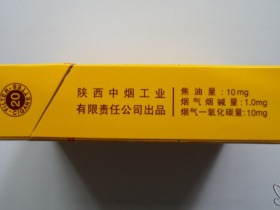 陕西中烟工业
有限责任公司出品
焦油量：10mg
烟气烟碱量：1.0mg
烟气一氧化碳量：10mg
20